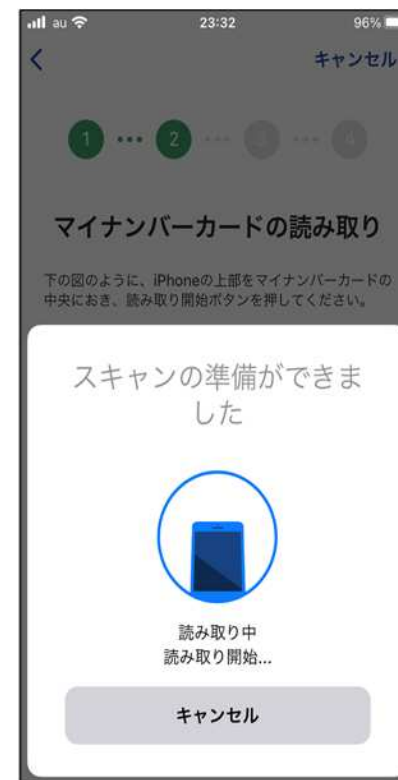 au 23:32 96%
キャンセル
1 ... 2 ... 3 ... 4
マイナンバーカードの読み取り
下の図のように、iPhoneの上部をマイナンバーカードの
中央におき、読み取り開始ボタンを押してください。
スキャンの準備ができま
した
読み取り中
読み取り開始...
キャンセル